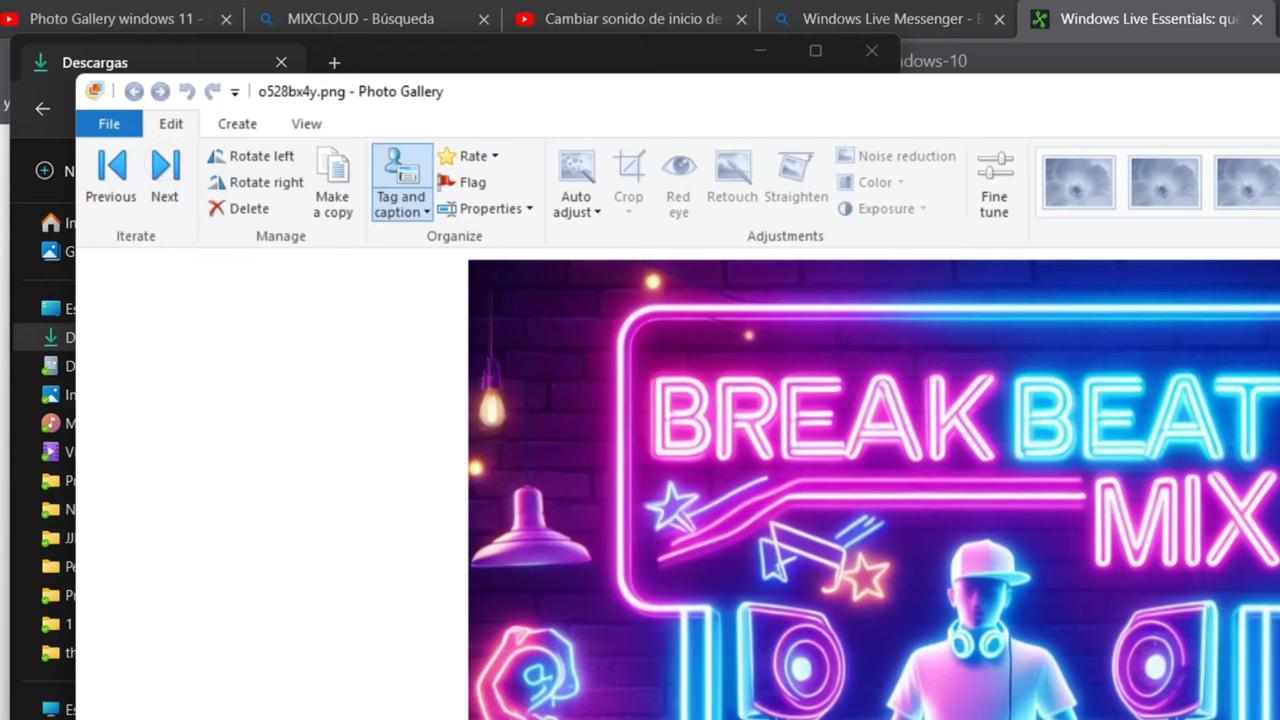 Photo Gallery windows 11 -
MIXCLOUD - Búsqueda
Cambiar sonido de inicio de
Windows Live Messenger - B
Windows Live Essentials: qué
Descargas
ndows-10
o528bx4y.png - Photo Gallery
File Edit Create View
Previous
Next
Iterate
Rotate left
Rotate right
Delete
Make
a copy
Manage
Tag and
caption
Rate
Flag
Properties
Organize
Auto
adjust
Crop
Red
eye
Retouch
Straighten
Noise reduction
Color
Exposure
Adjustments
Fine
tune
BREAKBEAT
MIX